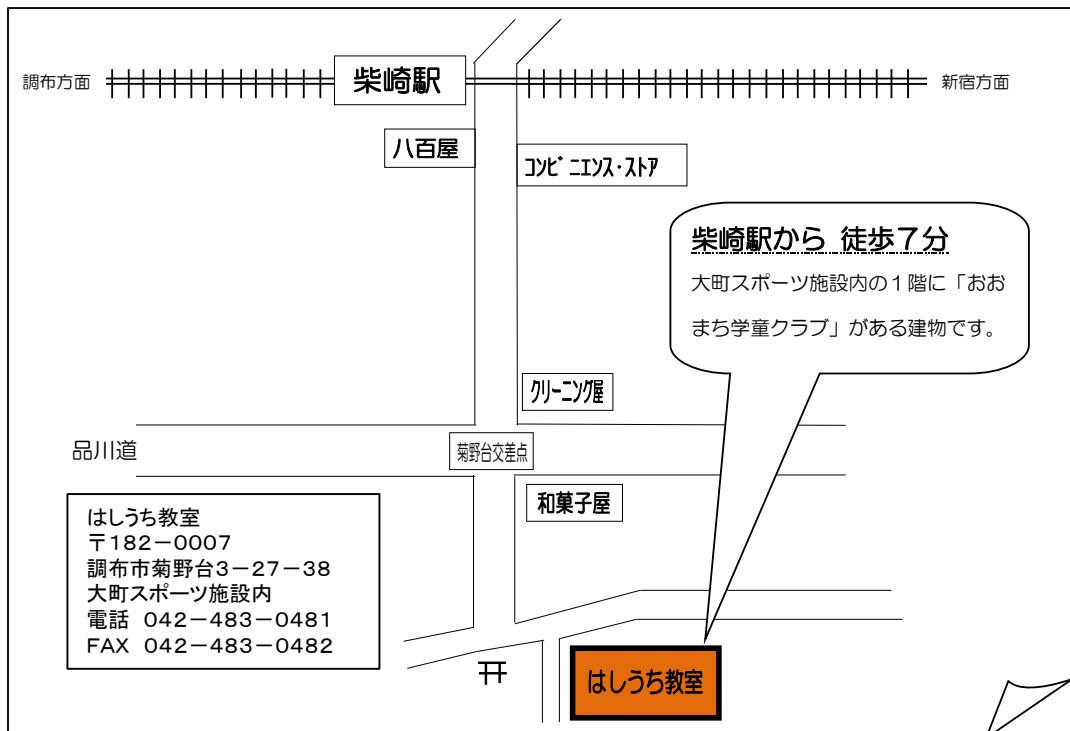 調布方面
柴崎駅
新宿方面
八百屋
コンビニエンス・ストア
柴崎駅から 徒歩7分
大町スポーツ施設内の1階に「おお
まち学童クラブ」がある建物です。
クリーニング屋
品川道
菊野台交差点
和菓子屋
はしうち教室
〒182-0007
調布市菊野台3-27-38
大町スポーツ施設内
電話 042-483-0481
FAX 042-483-0482
はしうち教室